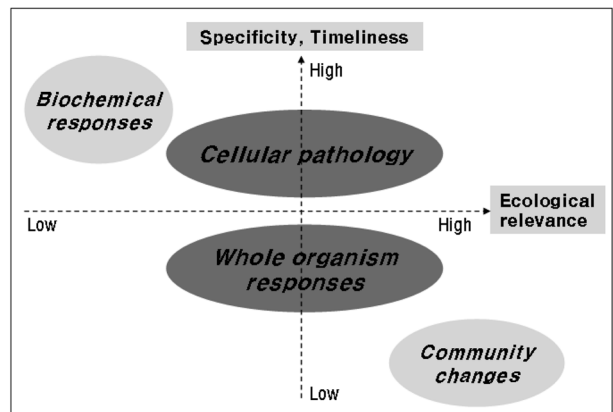 Specificity, Timeliness
High
Biochemical
responses
Cellular pathology
Ecological
relevance
Low
High
Whole organism
responses
Community
changes
Low